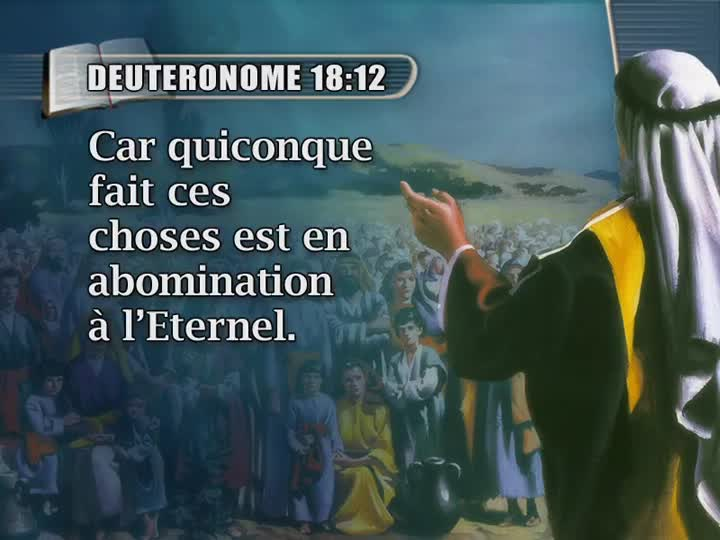 DEUTERONOME 18:12
Car quiconque
fait ces
choses est en
abomination
à l'Eternel.